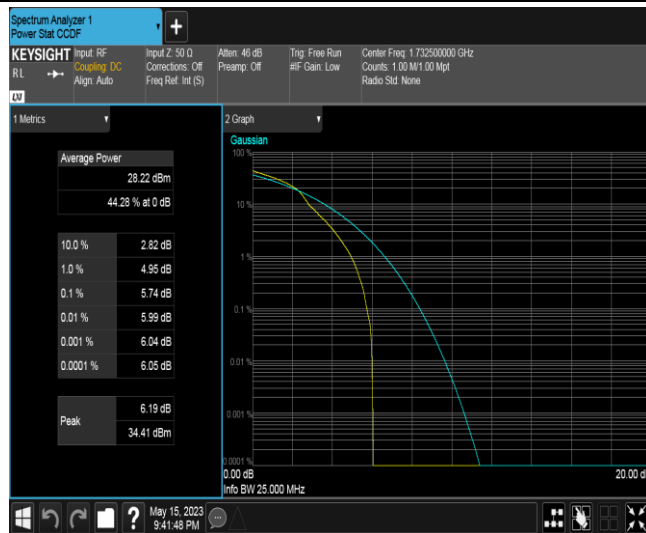 Spectrum Analyzer 1
Power Stat CCDF
+
KEYSIGHT
RL
Input: RF
Coupling: DC
Align: Auto
Input Z: 50 Ω
Corrections: Off
Freq Ref: Int (S)
Atten: 46 dB
Preamp: Off
Trig: Free Run
#IF Gain: Low
Center Freq: 1.732500000 GHz
Counts: 1.00 M/1.00 Mpt
Radio Std: None
1 Metrics
Average Power
28.22 dBm
44.28 % at 0 dB
10.0 % 2.82 dB
1.0 % 4.95 dB
0.1 % 5.74 dB
0.01 % 5.99 dB
0.001 % 6.04 dB
0.0001 % 6.05 dB
Peak
6.19 dB
34.41 dBm
2 Graph
Gaussian
100 %
10 %
1 %
0.1 %
0.01 %
0.001 %
0.0001 %
0.00 dB
20.00 d
Info BW 25.000 MHz
?
May 15, 2023
9:41:48 PM